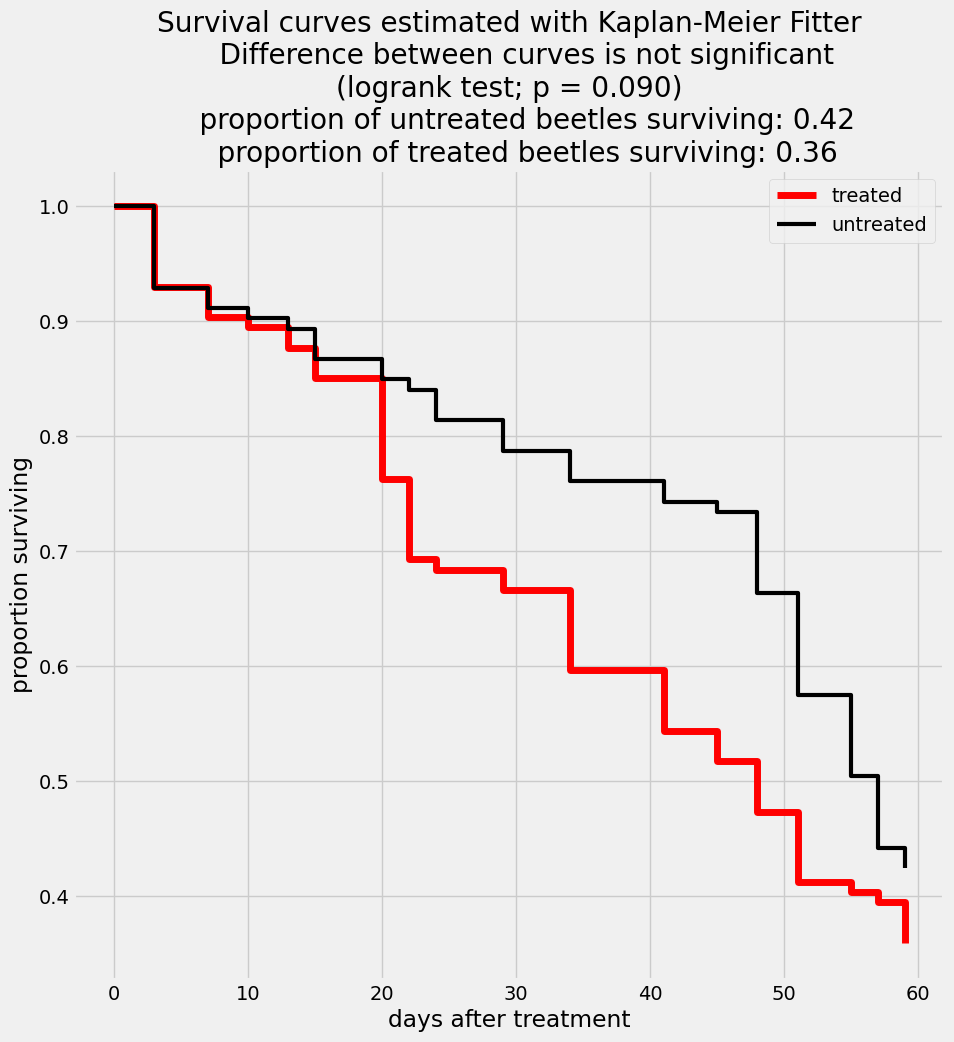 Survival curves estimated with Kaplan-Meier Fitter
Difference between curves is not significant
(logrank test; p = 0.090)
proportion of untreated beetles surviving: 0.42
proportion of treated beetles surviving: 0.36
treated
untreated
1.0
0.9
0.8
0.7
0.6
0.5
0.4
proportion surviving
0 10 20 30 40 50 60
days after treatment